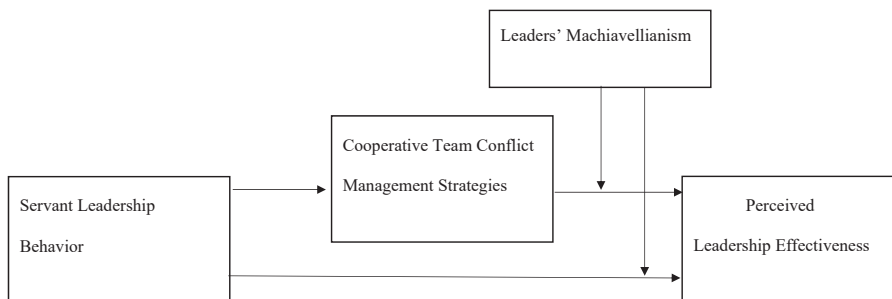 Leaders' Machiavellianism
Cooperative Team Conflict
Management Strategies
Servant Leadership
Behavior
Perceived
Leadership Effectiveness